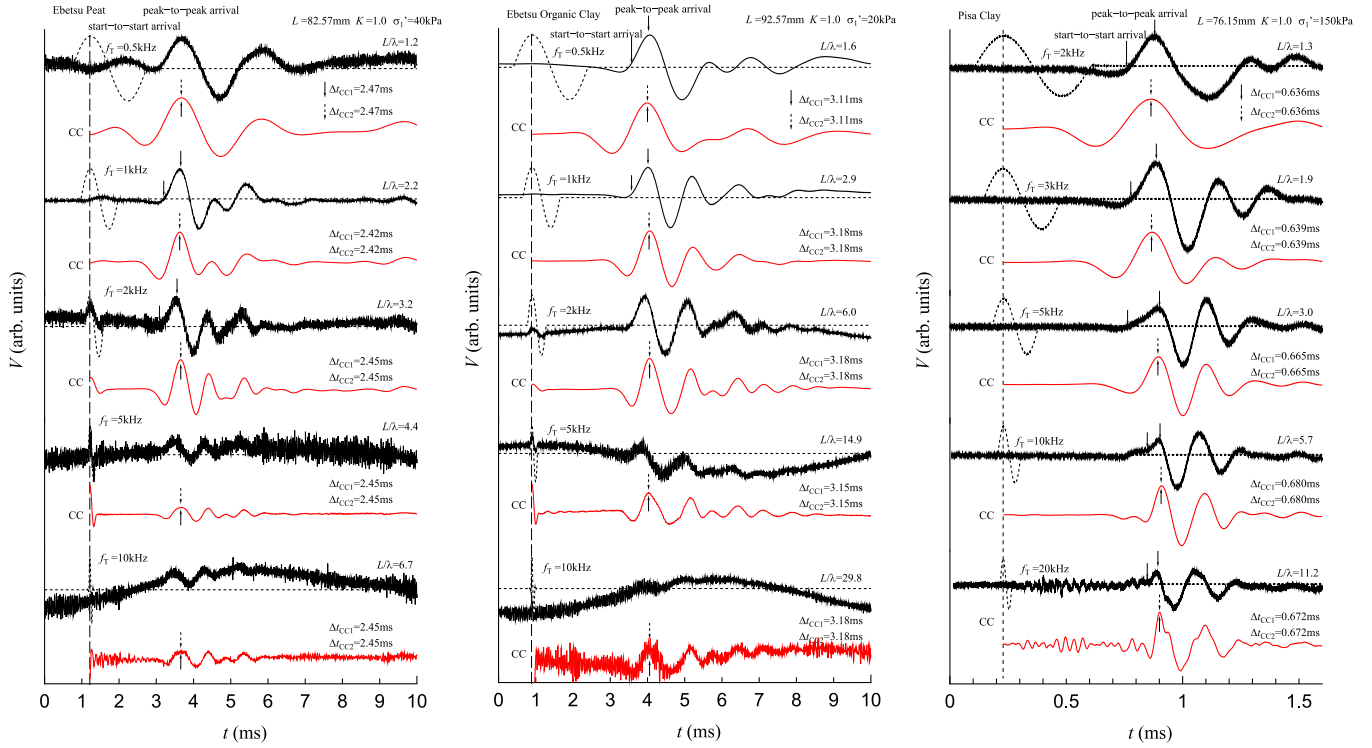 V (arb. units)
Ebetsu Peat
peak-to-peak arrival
L =82.57mm K =1.0 σ1'=40kPa
start-to-start arrival
fT =0.5kHz
L/λ=1.2
ΔtCC1=2.47ms
ΔtCC2=2.47ms
CC
fT =1kHz
L/λ=2.2
ΔtCC1=2.42ms
ΔtCC2=2.42ms
CC
fT =2kHz
L/λ=3.2
ΔtCC1=2.45ms
ΔtCC2=2.45ms
CC
fT =5kHz
L/λ=4.4
ΔtCC1=2.45ms
ΔtCC2=2.45ms
CC
fT =10kHz
L/λ=6.7
ΔtCC1=2.45ms
ΔtCC2=2.45ms
CC
0 1 2 3 4 5 6 7 8 9 10
t (ms)
V (arb. units)
Ebetsu Organic Clay
peak-to-peak arrival
L =92.57mm K =1.0 σ1'=20kPa
start-to-start arrival
fT =0.5kHz
L/λ=1.6
ΔtCC1=3.11ms
ΔtCC2=3.11ms
CC
fT =1kHz
L/λ=2.9
ΔtCC1=3.18ms
ΔtCC2=3.18ms
CC
fT =2kHz
L/λ=6.0
ΔtCC1=3.18ms
ΔtCC2=3.18ms
CC
fT =5kHz
L/λ=14.9
ΔtCC1=3.15ms
ΔtCC2=3.15ms
CC
fT =10kHz
L/λ=29.8
ΔtCC1=3.18ms
ΔtCC2=3.18ms
CC
0 1 2 3 4 5 6 7 8 9 10
t (ms)
V (arb. units)
Pisa Clay
peak-to-peak arrival
L =76.15mm K =1.0 σ1'=150kPa
start-to-start arrival
fT =2kHz
L/λ=1.3
ΔtCC1=0.636ms
ΔtCC2=0.636ms
CC
fT =3kHz
L/λ=1.9
ΔtCC1=0.639ms
ΔtCC2=0.639ms
CC
fT =5kHz
L/λ=3.0
ΔtCC1=0.665ms
ΔtCC2=0.665ms
CC
fT =10kHz
L/λ=5.7
ΔtCC1=0.680ms
ΔtCC2=0.680ms
CC
fT =20kHz
L/λ=11.2
ΔtCC1=0.672ms
ΔtCC2=0.672ms
CC
0 0.5 1 1.5
t (ms)